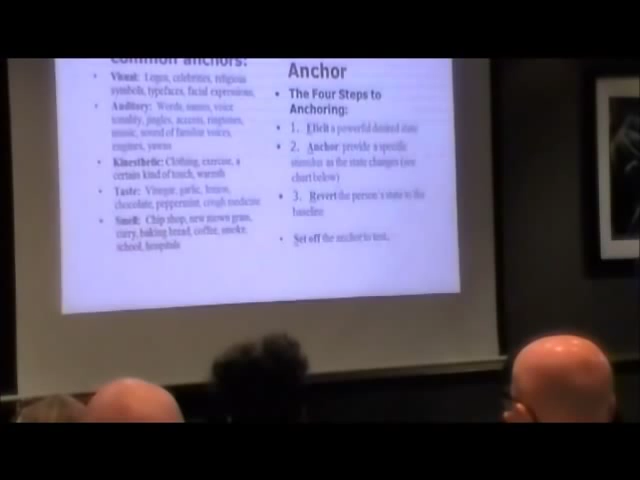 common anchors:
• Visual: Logos, celebrities, religious
symbols, typefaces, facial expressions,
• Auditory: Words, names, voice
tonality, jingles, accents, ringtones,
music, sound of familiar voices,
engines, yawns
• Kinesthetic: Clothing, exercise, a
certain kind of touch, warmth
• Taste: Vinegar, garlic, lemon,
chocolate, peppermint, cough medicine
• Smell: Chip shop, new mown grass,
curry, baking bread, coffee, smoke,
school, hospitals
Anchor
• The Four Steps to
Anchoring:
• 1. Elicit a powerful desired state
• 2. Anchor provide a specific
stimulus as the state changes (see
chart below)
• 3. Revert the person's state to the
baseline
• Set off the anchor to test.